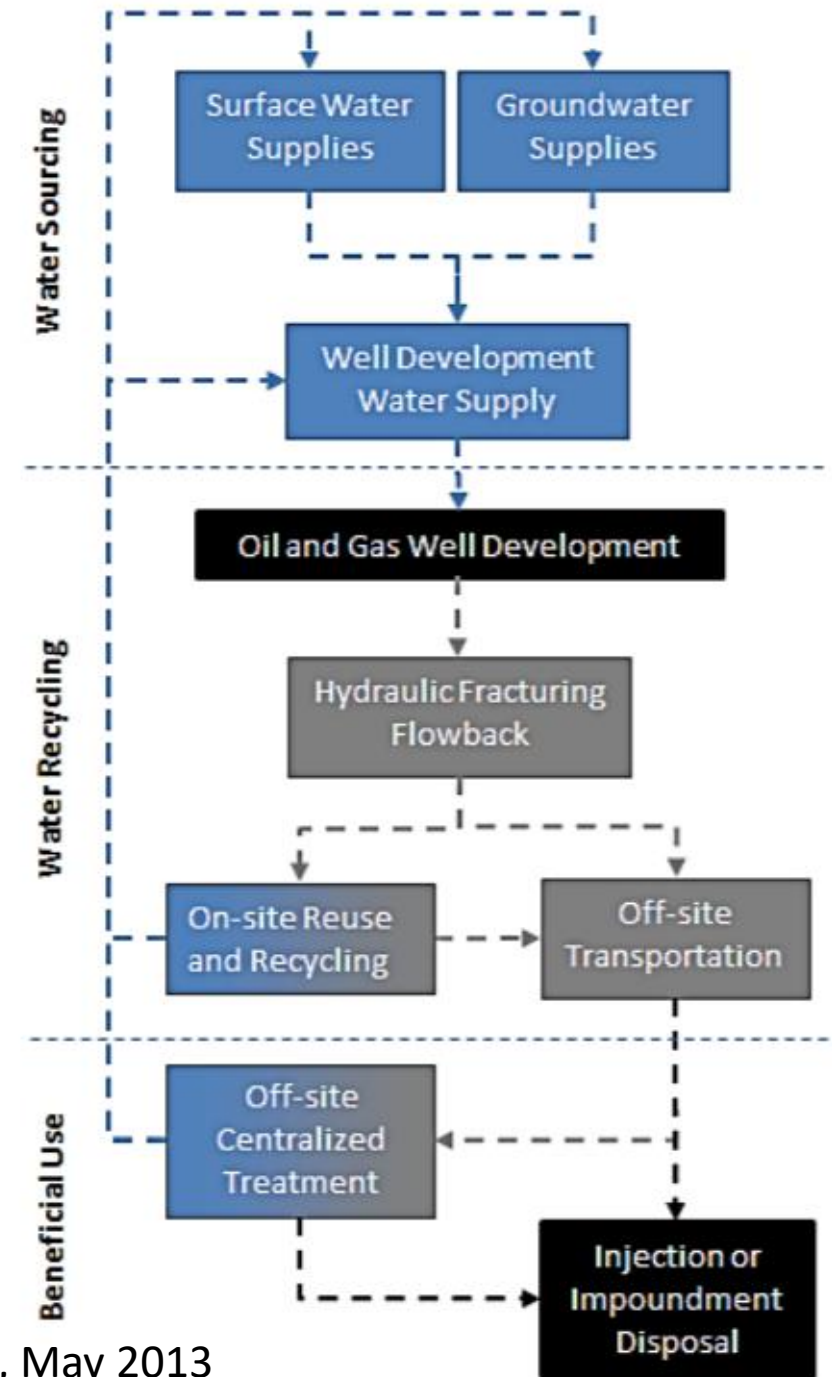 Water Sourcing
Surface Water
Supplies
Groundwater
Supplies
Well Development
Water Supply
Water Recycling
Oil and Gas Well Development
Hydraulic Fracturing
Flowback
On-site Reuse
and Recycling
Off-site
Transportation
Beneficial Use
Off-site
Centralized
Treatment
Injection or
Impoundment
Disposal
, May 2013